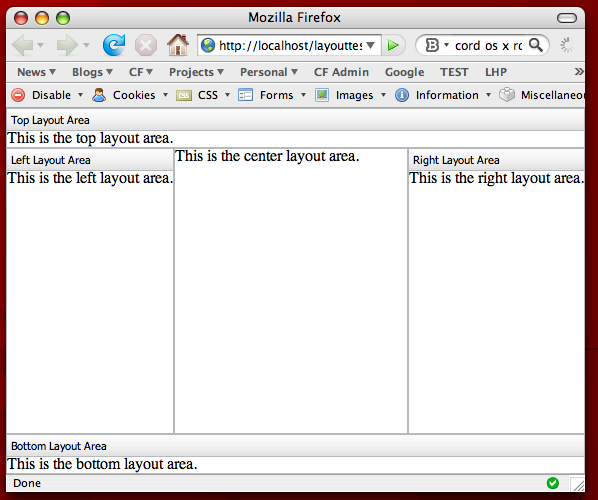 Mozilla Firefox
http://localhost/layouttes
cord os x ro
News Blogs CF Projects Personal CF Admin Google TEST LHP
Disable Cookies CSS Forms Images Information Miscellaneou
Top Layout Area
This is the top layout area.
Left Layout Area
This is the left layout area.
This is the center layout area.
Right Layout Area
This is the right layout area.
Bottom Layout Area
This is the bottom layout area.
Done